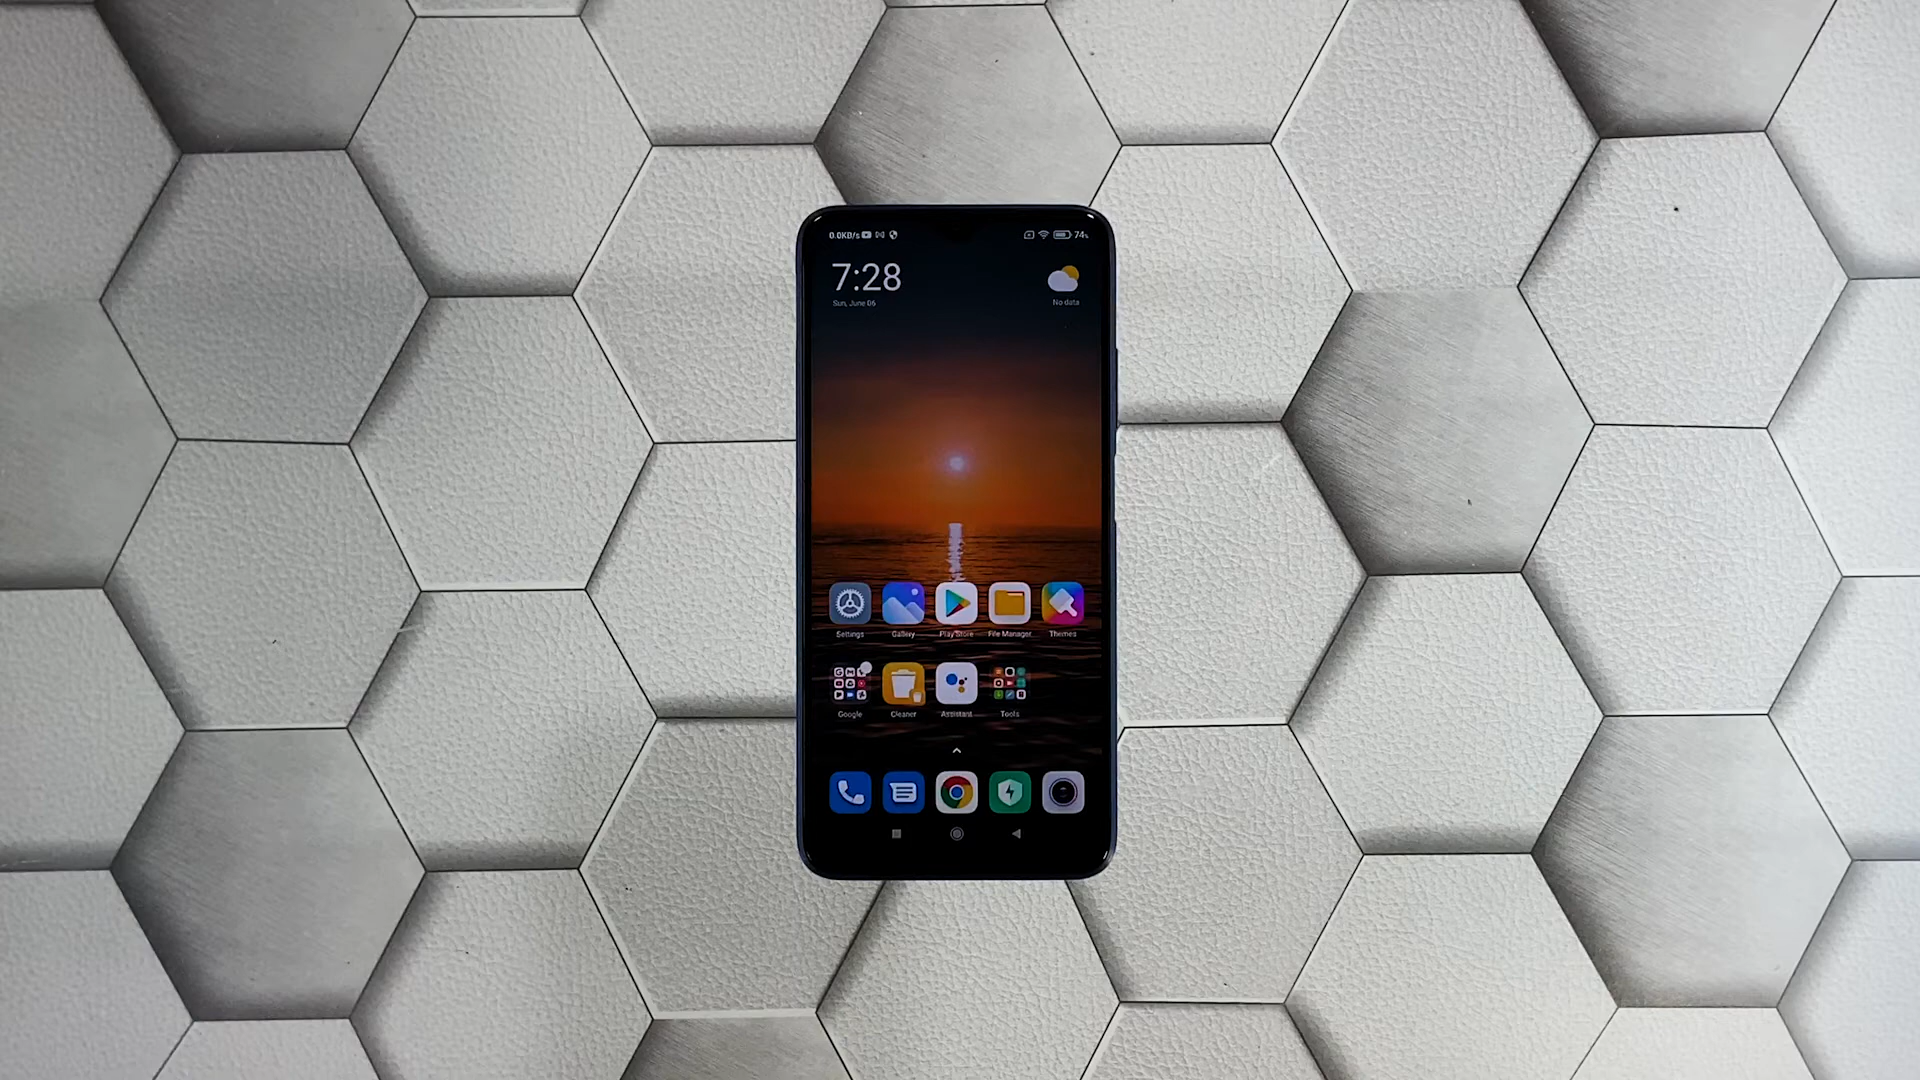 0.0KB/s 74%
7:28
Sun, June 06 No data
Settings Gallery Play Store File Manager Themes
Google Cleaner Assistant Tools